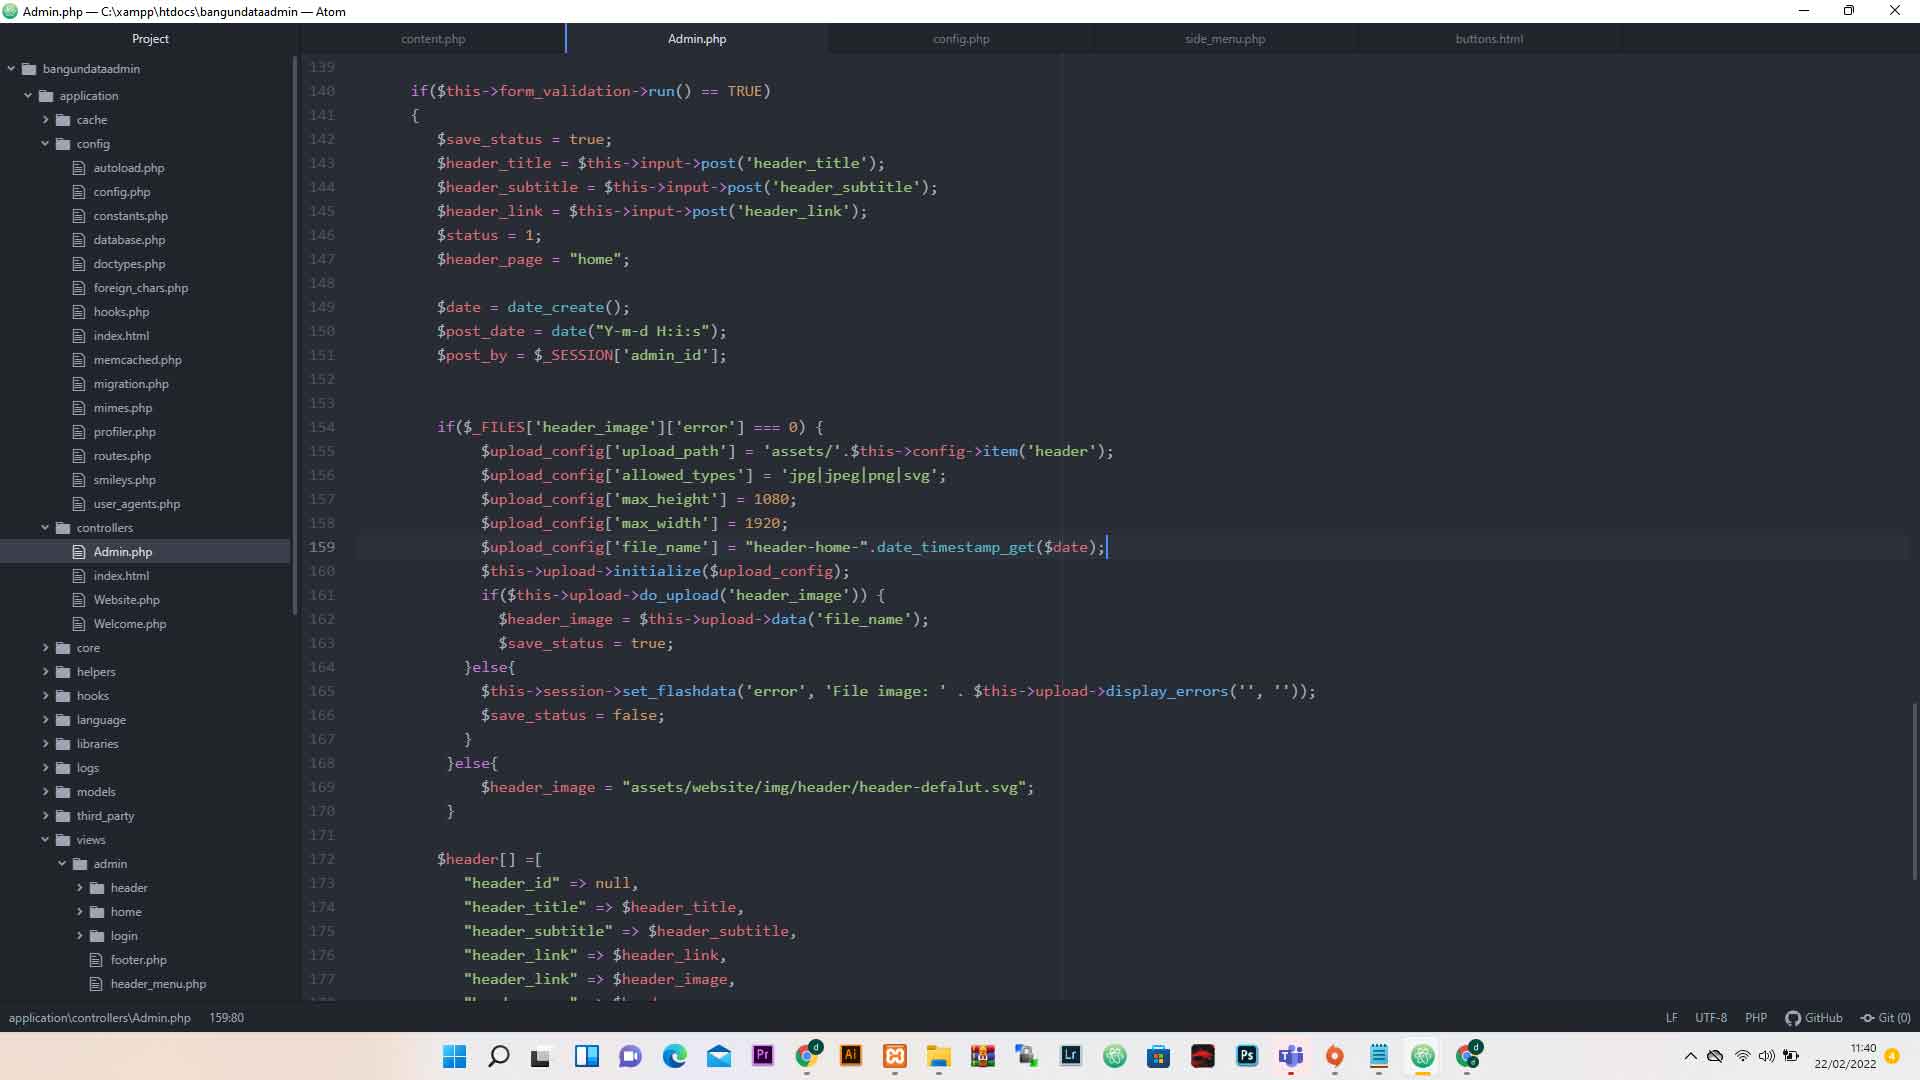 Admin.php — C:\xampp\htdocs\bangundataadmin — Atom
Project
content.php
Admin.php
config.php
side_menu.php
buttons.html
bangundataadmin
application
cache
config
autoload.php
config.php
constants.php
database.php
doctypes.php
foreign_chars.php
hooks.php
index.html
memcached.php
migration.php
mimes.php
profiler.php
routes.php
smileys.php
user_agents.php
controllers
Admin.php
index.html
Website.php
Welcome.php
core
helpers
hooks
language
libraries
logs
models
third_party
views
admin
header
home
login
footer.php
header_menu.php
139
140 if($this->form_validation->run() == TRUE)
141 {
142 $save_status = true;
143 $header_title = $this->input->post('header_title');
144 $header_subtitle = $this->input->post('header_subtitle');
145 $header_link = $this->input->post('header_link');
146 $status = 1;
147 $header_page = "home";
148
149 $date = date_create();
150 $post_date = date("Y-m-d H:i:s");
151 $post_by = $_SESSION['admin_id'];
152
153
154 if($_FILES['header_image']['error'] === 0) {
155 $upload_config['upload_path'] = 'assets/'.$this->config->item('header');
156 $upload_config['allowed_types'] = 'jpg|jpeg|png|svg';
157 $upload_config['max_height'] = 1080;
158 $upload_config['max_width'] = 1920;
159 $upload_config['file_name'] = "header-home-".date_timestamp_get($date);
160 $this->upload->initialize($upload_config);
161 if($this->upload->do_upload('header_image')) {
162 $header_image = $this->upload->data('file_name');
163 $save_status = true;
164 }else{
165 $this->session->set_flashdata('error', 'File image: ' . $this->upload->display_errors('', ''));
166 $save_status = false;
167 }
168 }else{
169 $header_image = "assets/website/img/header/header-defalut.svg";
170 }
171
172 $header[] =[
173 "header_id" => null,
174 "header_title" => $header_title,
175 "header_subtitle" => $header_subtitle,
176 "header_link" => $header_link,
177 "header_link" => $header_image,
application\controllers\Admin.php 159:80
LF UTF-8 PHP GitHub Git (0)
Pr
d
Ai
Lr
Ps
d
11:40
22/02/2022
4